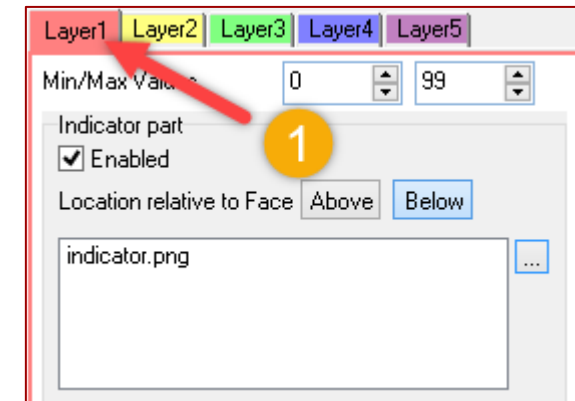 Layer1 Layer2 Layer3 Layer4 Layer5
Min/Max 0 99
1
Indicator part
Enabled
Location relative to Face Above Below
indicator.png ...